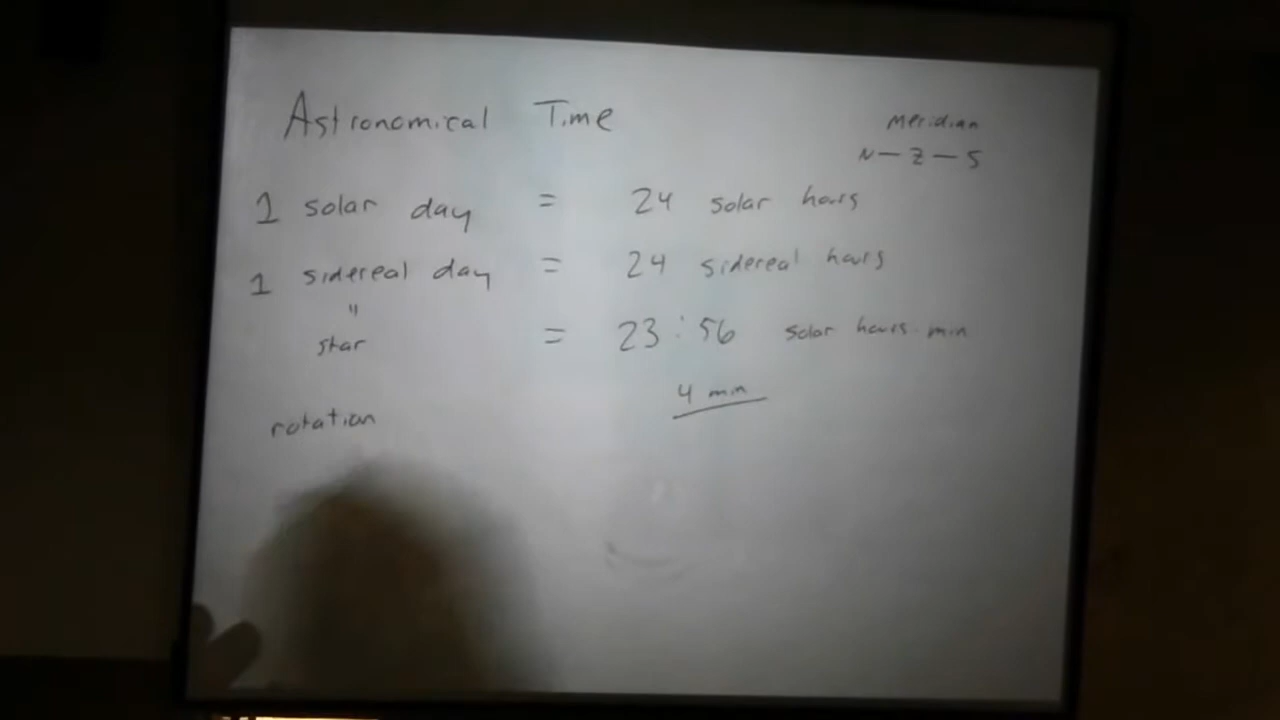 Astronomical Time
Meridian
N — Z — S
1 solar day = 24 solar hours
1 sidereal day = 24 sidereal hours
"
star = 23:56 solar hours min
4 min
rotation